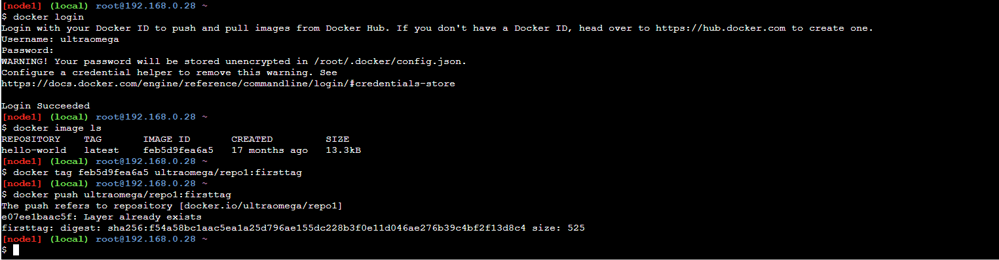 [node1] (local) root@192.168.0.28 ~
$ docker login
Login with your Docker ID to push and pull images from Docker Hub. If you don't have a Docker ID, head over to https://hub.docker.com to create one.
Username: ultraomega
Password:
WARNING! Your password will be stored unencrypted in /root/.docker/config.json.
Configure a credential helper to remove this warning. See
https://docs.docker.com/engine/reference/commandline/login/#credentials-store
Login Succeeded
[node1] (local) root@192.168.0.28 ~
$ docker image ls
REPOSITORY    TAG       IMAGE ID       CREATED         SIZE
hello-world   latest    feb5d9fea6a5   17 months ago   13.3kB
[node1] (local) root@192.168.0.28 ~
$ docker tag feb5d9fea6a5 ultraomega/repo1:firsttag
[node1] (local) root@192.168.0.28 ~
$ docker push ultraomega/repo1:firsttag
The push refers to repository [docker.io/ultraomega/repo1]
e07ee1baac5f: Layer already exists
firsttag: digest: sha256:f54a58bc1aac5ea1a25d796ae155dc228b3f0e11d046ae276b39c4bf2f13d8c4 size: 525
[node1] (local) root@192.168.0.28 ~
$